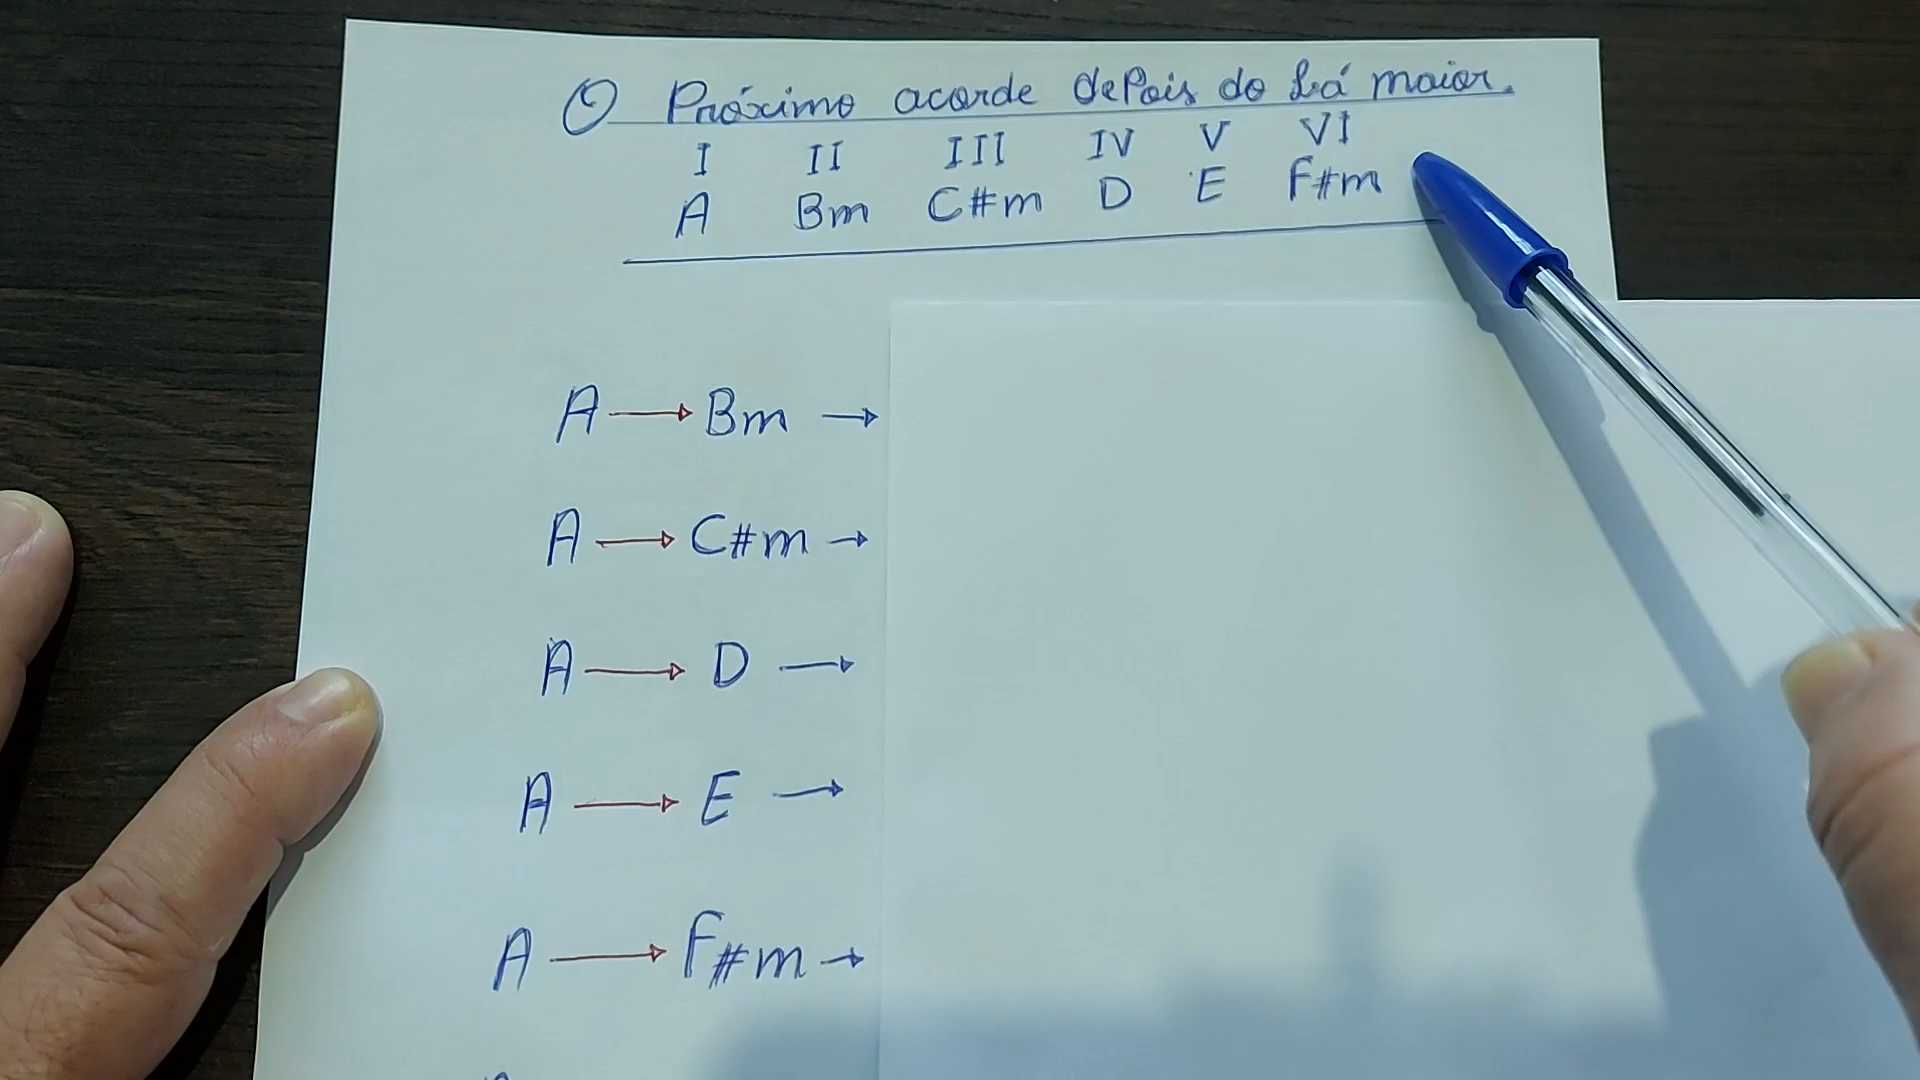 O Próximo acorde depois do Lá maior.
I II III IV V VI
A Bm C#m D E F#m
A → Bm →
A → C#m →
A → D →
A → E →
A → F#m →